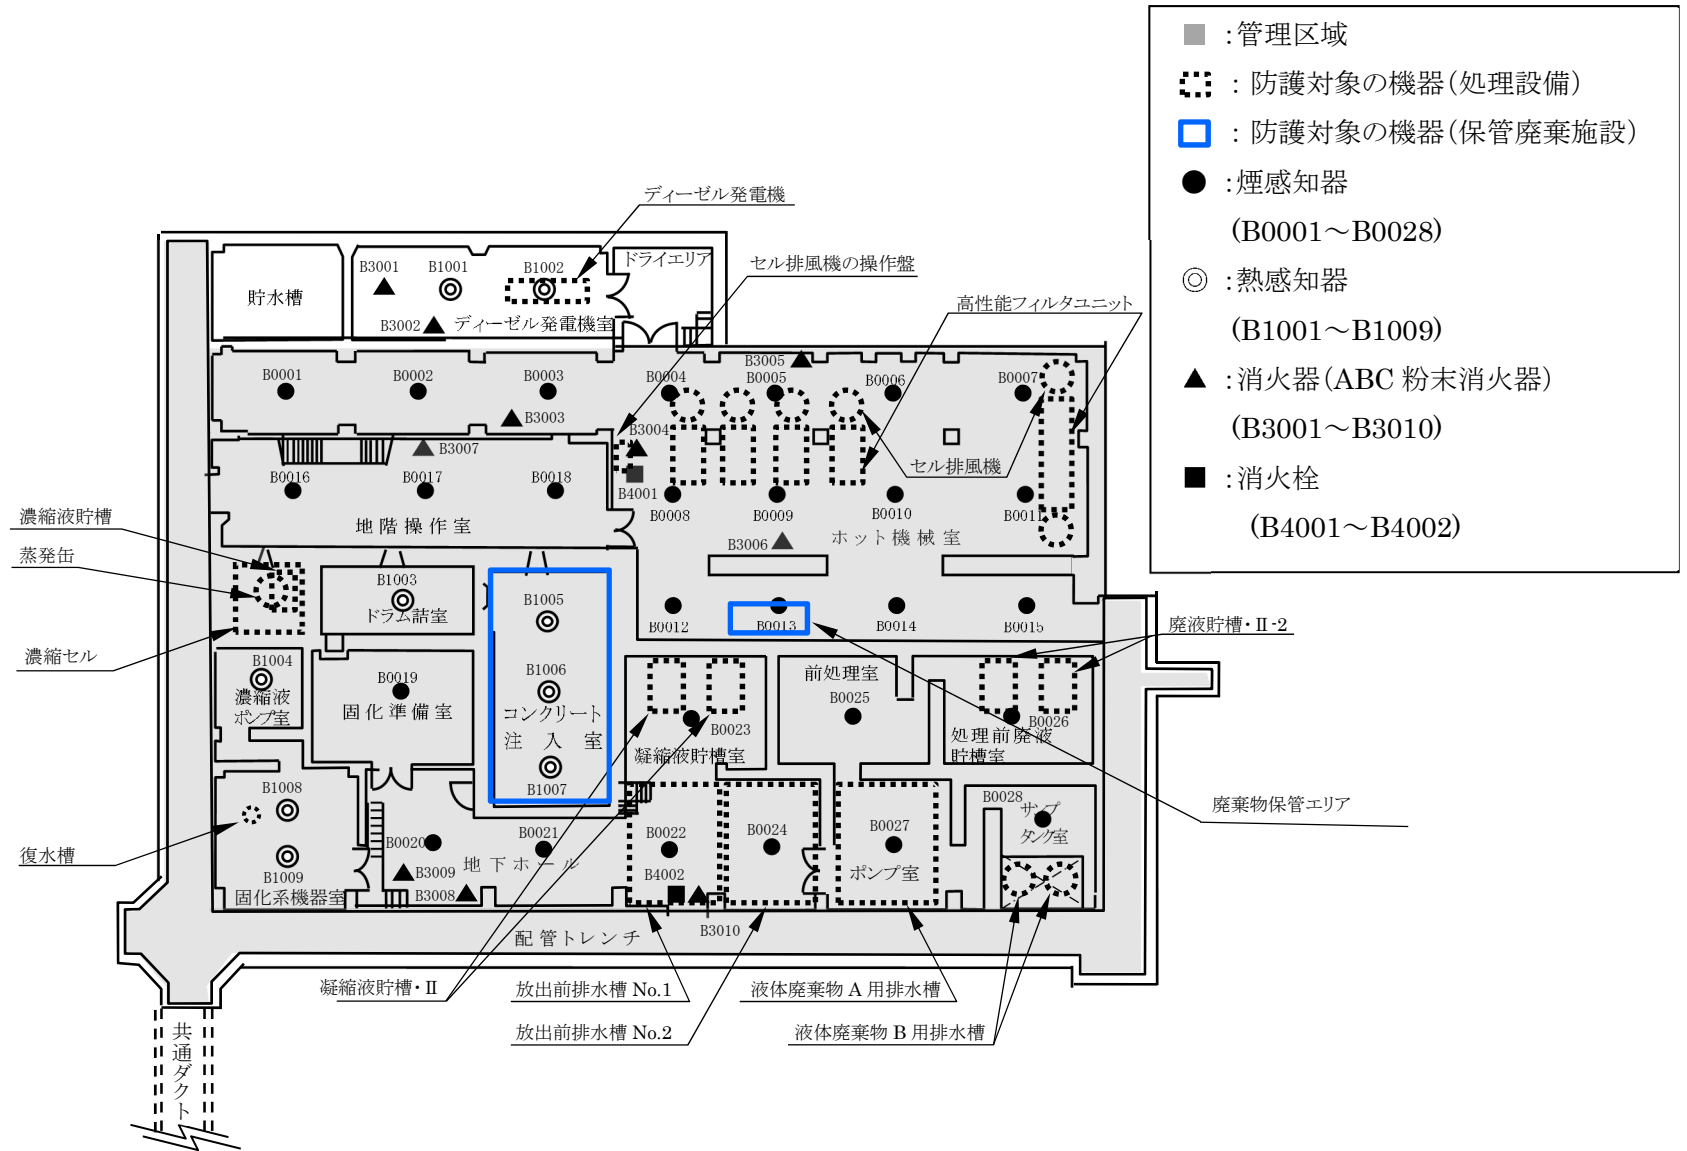 :管理区域
: 防護対象の機器(処理設備)
: 防護対象の機器(保管廃棄施設)
:煙感知器
(B0001～B0028)
:熱感知器
(B1001～B1009)
:消火器(ABC 粉末消火器)
(B3001～B3010)
:消火栓
(B4001～B4002)
ディーゼル発電機
セル排風機の操作盤
高性能フィルタユニット
ドライエリア
B3001
B1001
B1002
貯水槽
B3002
ディーゼル発電機室
B0001
B0002
B0003
B0004
B3005
B0005
B0006
B0007
B3003
B3004
B3007
セル排風機
B0016
B0017
B0018
B4001
B0008
B0009
B0010
B0011
濃縮液貯槽
地階操作室
B3006
ホット機械室
蒸発缶
B1003
ドラム詰室
B1005
B0012
B0013
B0014
B0015
廃液貯槽・Ⅱ-2
濃縮セル
B1004
濃縮液
ポンプ室
B0019
固化準備室
B1006
コンクリート
注入室
B1007
B0023
凝縮液貯槽室
前処理室
B0025
B0026
処理前廃液
貯槽室
B1008
B0028
サンプ
タンク室
廃棄物保管エリア
復水槽
B1009
固化系機器室
B0020
B0021
地下ホール
B3009
B3008
B0022
B4002
B0024
B0027
ポンプ室
B3010
配管トレンチ
凝縮液貯槽・Ⅱ
放出前排水槽 No.1
液体廃棄物 A 用排水槽
放出前排水槽 No.2
液体廃棄物 B 用排水槽
共通ダクト